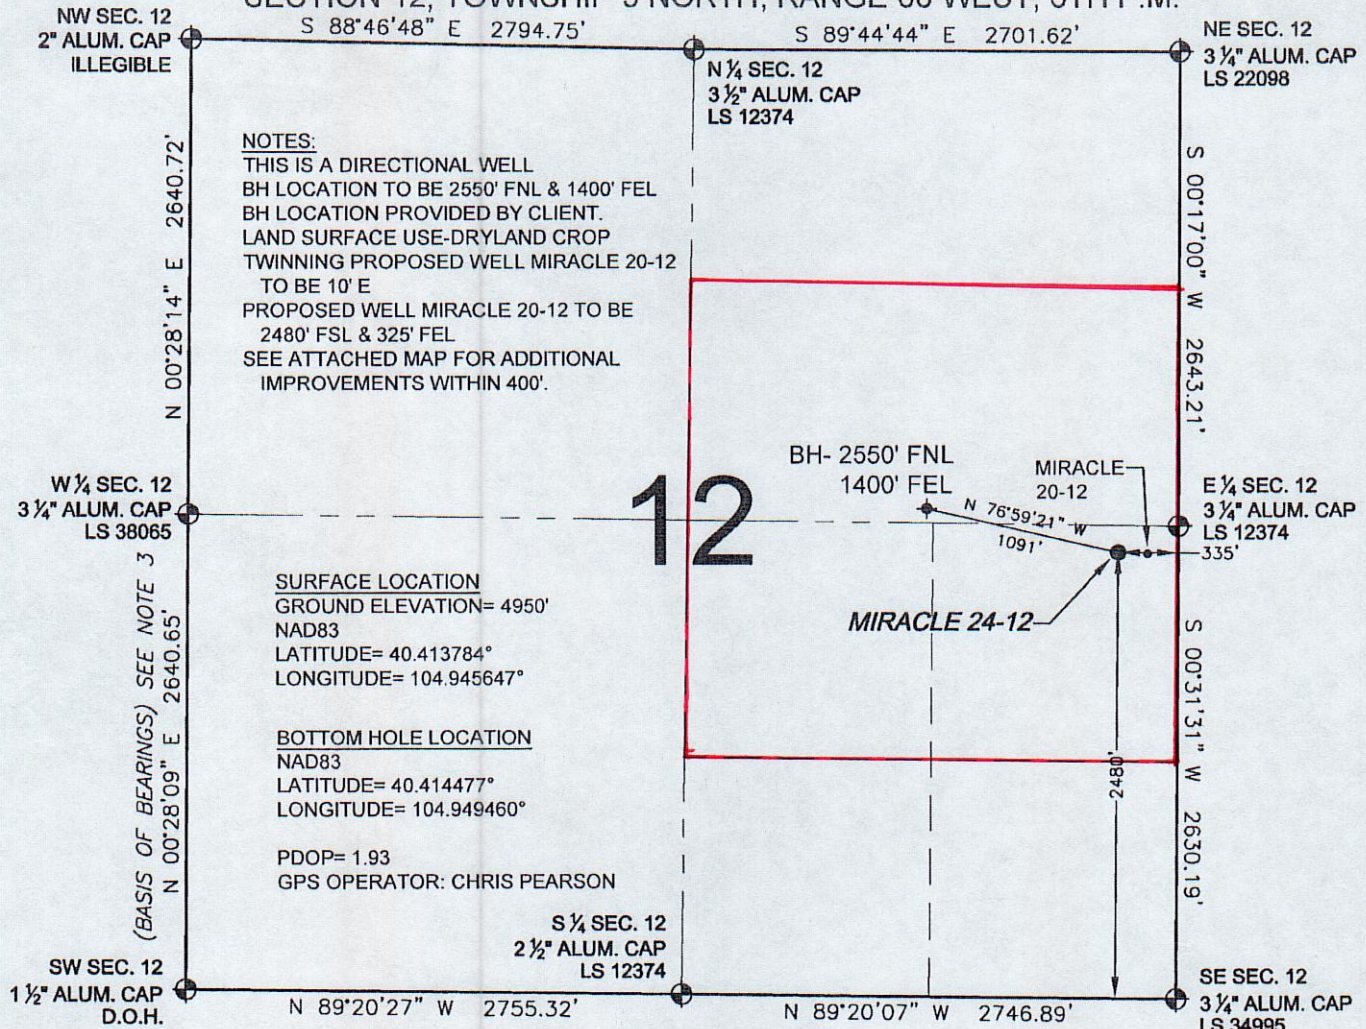 SECTION 12, TOWNSHIP 5 NORTH, RANGE 68 WEST, 6TH P.M.
NW SEC. 12
2" ALUM. CAP
ILLEGIBLE
S 88°46'48" E 2794.75'
S 89°44'44" E 2701.62'
NE SEC. 12
3 ¼" ALUM. CAP
LS 22098
N ¼ SEC. 12
3 ½" ALUM. CAP
LS 12374
NOTES:
THIS IS A DIRECTIONAL WELL
BH LOCATION TO BE 2550' FNL & 1400' FEL
BH LOCATION PROVIDED BY CLIENT.
LAND SURFACE USE-DRYLAND CROP
TWINNING PROPOSED WELL MIRACLE 20-12
TO BE 10' E
PROPOSED WELL MIRACLE 20-12 TO BE
2480' FSL & 325' FEL
SEE ATTACHED MAP FOR ADDITIONAL
IMPROVEMENTS WITHIN 400'.
N 00°28'14" E 2640.72'
S 00°17'00" W 2643.21'
12
BH- 2550' FNL
1400' FEL
MIRACLE
20-12
N 76°59'21" W
1091'
W ¼ SEC. 12
3 ¼" ALUM. CAP
LS 38065
E ¼ SEC. 12
3 ¼" ALUM. CAP
LS 12374
335'
MIRACLE 24-12
SURFACE LOCATION
GROUND ELEVATION= 4950'
NAD83
LATITUDE= 40.413784°
LONGITUDE= 104.945647°
BOTTOM HOLE LOCATION
NAD83
LATITUDE= 40.414477°
LONGITUDE= 104.949460°
PDOP= 1.93
GPS OPERATOR: CHRIS PEARSON
(BASIS OF BEARINGS) SEE NOTE 3
N 00°28'09" E 2640.65'
S 00°31'31" W 2630.19'
2480'
S ¼ SEC. 12
2 ½" ALUM. CAP
LS 12374
SW SEC. 12
1 ½" ALUM. CAP
D.O.H.
N 89°20'27" W 2755.32'
N 89°20'07" W 2746.89'
SE SEC. 12
3 ¼" ALUM. CAP
LS 34995